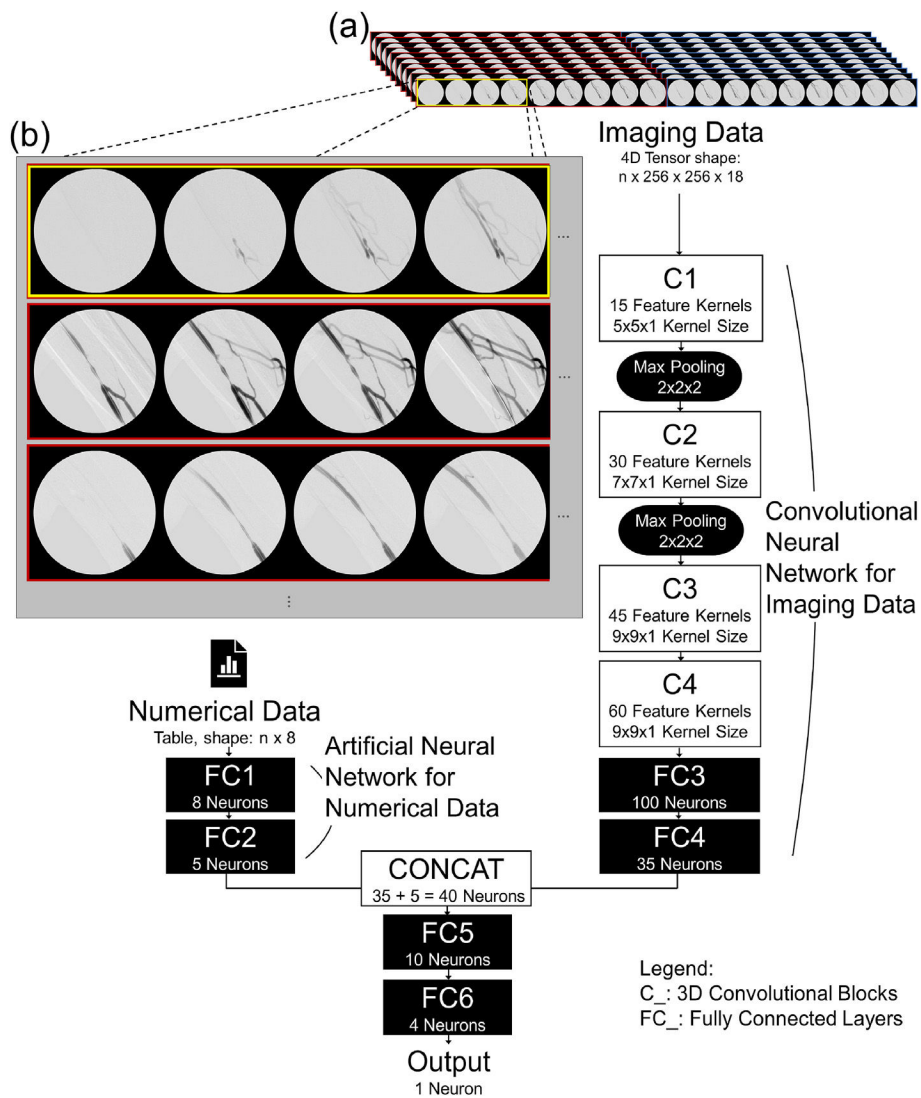 (a)
(b)
Imaging Data
4D Tensor shape:
n x 256 x 256 x 18
C1
15 Feature Kernels
5x5x1 Kernel Size
Max Pooling
2x2x2
C2
30 Feature Kernels
7x7x1 Kernel Size
Max Pooling
2x2x2
C3
45 Feature Kernels
9x9x1 Kernel Size
C4
60 Feature Kernels
9x9x1 Kernel Size
FC3
100 Neurons
FC4
35 Neurons
Convolutional
Neural
Network for
Imaging Data
...
...
...
...
Numerical Data
Table, shape: n x 8
FC1
8 Neurons
FC2
5 Neurons
Artificial Neural
Network for
Numerical Data
CONCAT
35 + 5 = 40 Neurons
FC5
10 Neurons
FC6
4 Neurons
Output
1 Neuron
Legend:
C_: 3D Convolutional Blocks
FC_: Fully Connected Layers